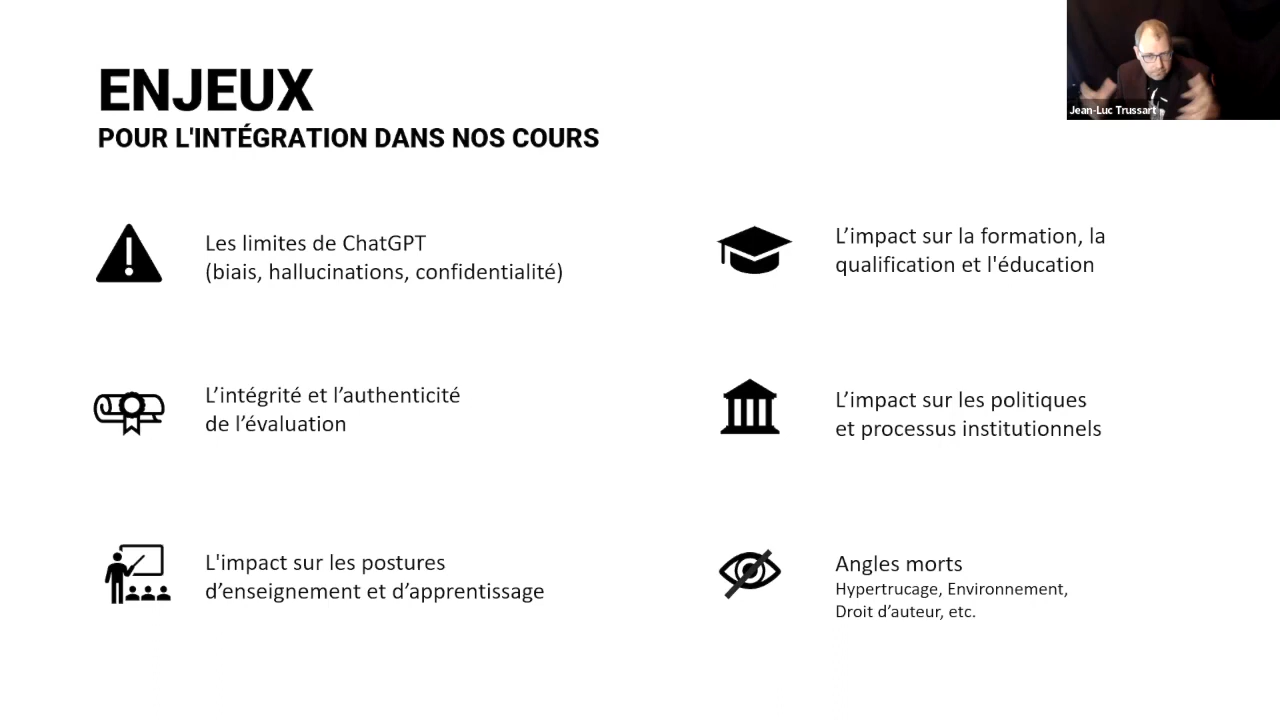 ENJEUX
POUR L'INTÉGRATION DANS NOS COURS
Jean-Luc Trussart
Les limites de ChatGPT
(biais, hallucinations, confidentialité)
L’intégrité et l’authenticité
de l’évaluation
L'impact sur les postures
d’enseignement et d’apprentissage
L’impact sur la formation, la
qualification et l'éducation
L’impact sur les politiques
et processus institutionnels
Angles morts
Hypertrucage, Environnement,
Droit d’auteur, etc.